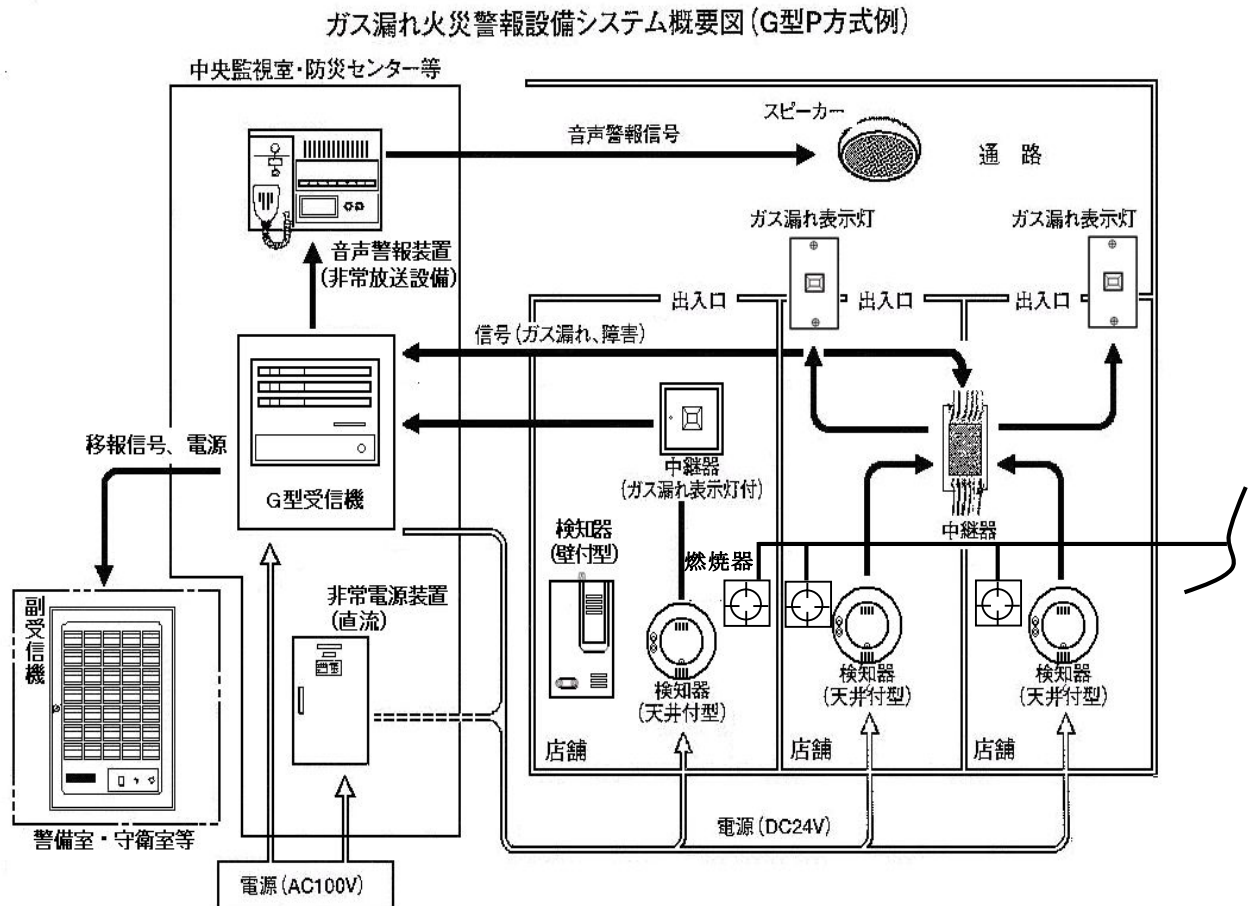 ガス漏れ火災警報設備システム概要図(G型P方式例)
中央監視室・防災センター等
音声警報信号
スピーカー
通 路
ガス漏れ表示灯
ガス漏れ表示灯
音声警報装置
(非常放送設備)
出入口
出入口
出入口
信号(ガス漏れ、障害)
移報信号、電源
G型受信機
中継器
(ガス漏れ表示灯付)
中継器
検知器
(壁付型)
燃焼器
非常電源装置
(直流)
副受信機
検知器
(天井付型)
検知器
(天井付型)
検知器
(天井付型)
店舗
店舗
店舗
警備室・守衛室等
電源(DC24V)
電源(AC100V)